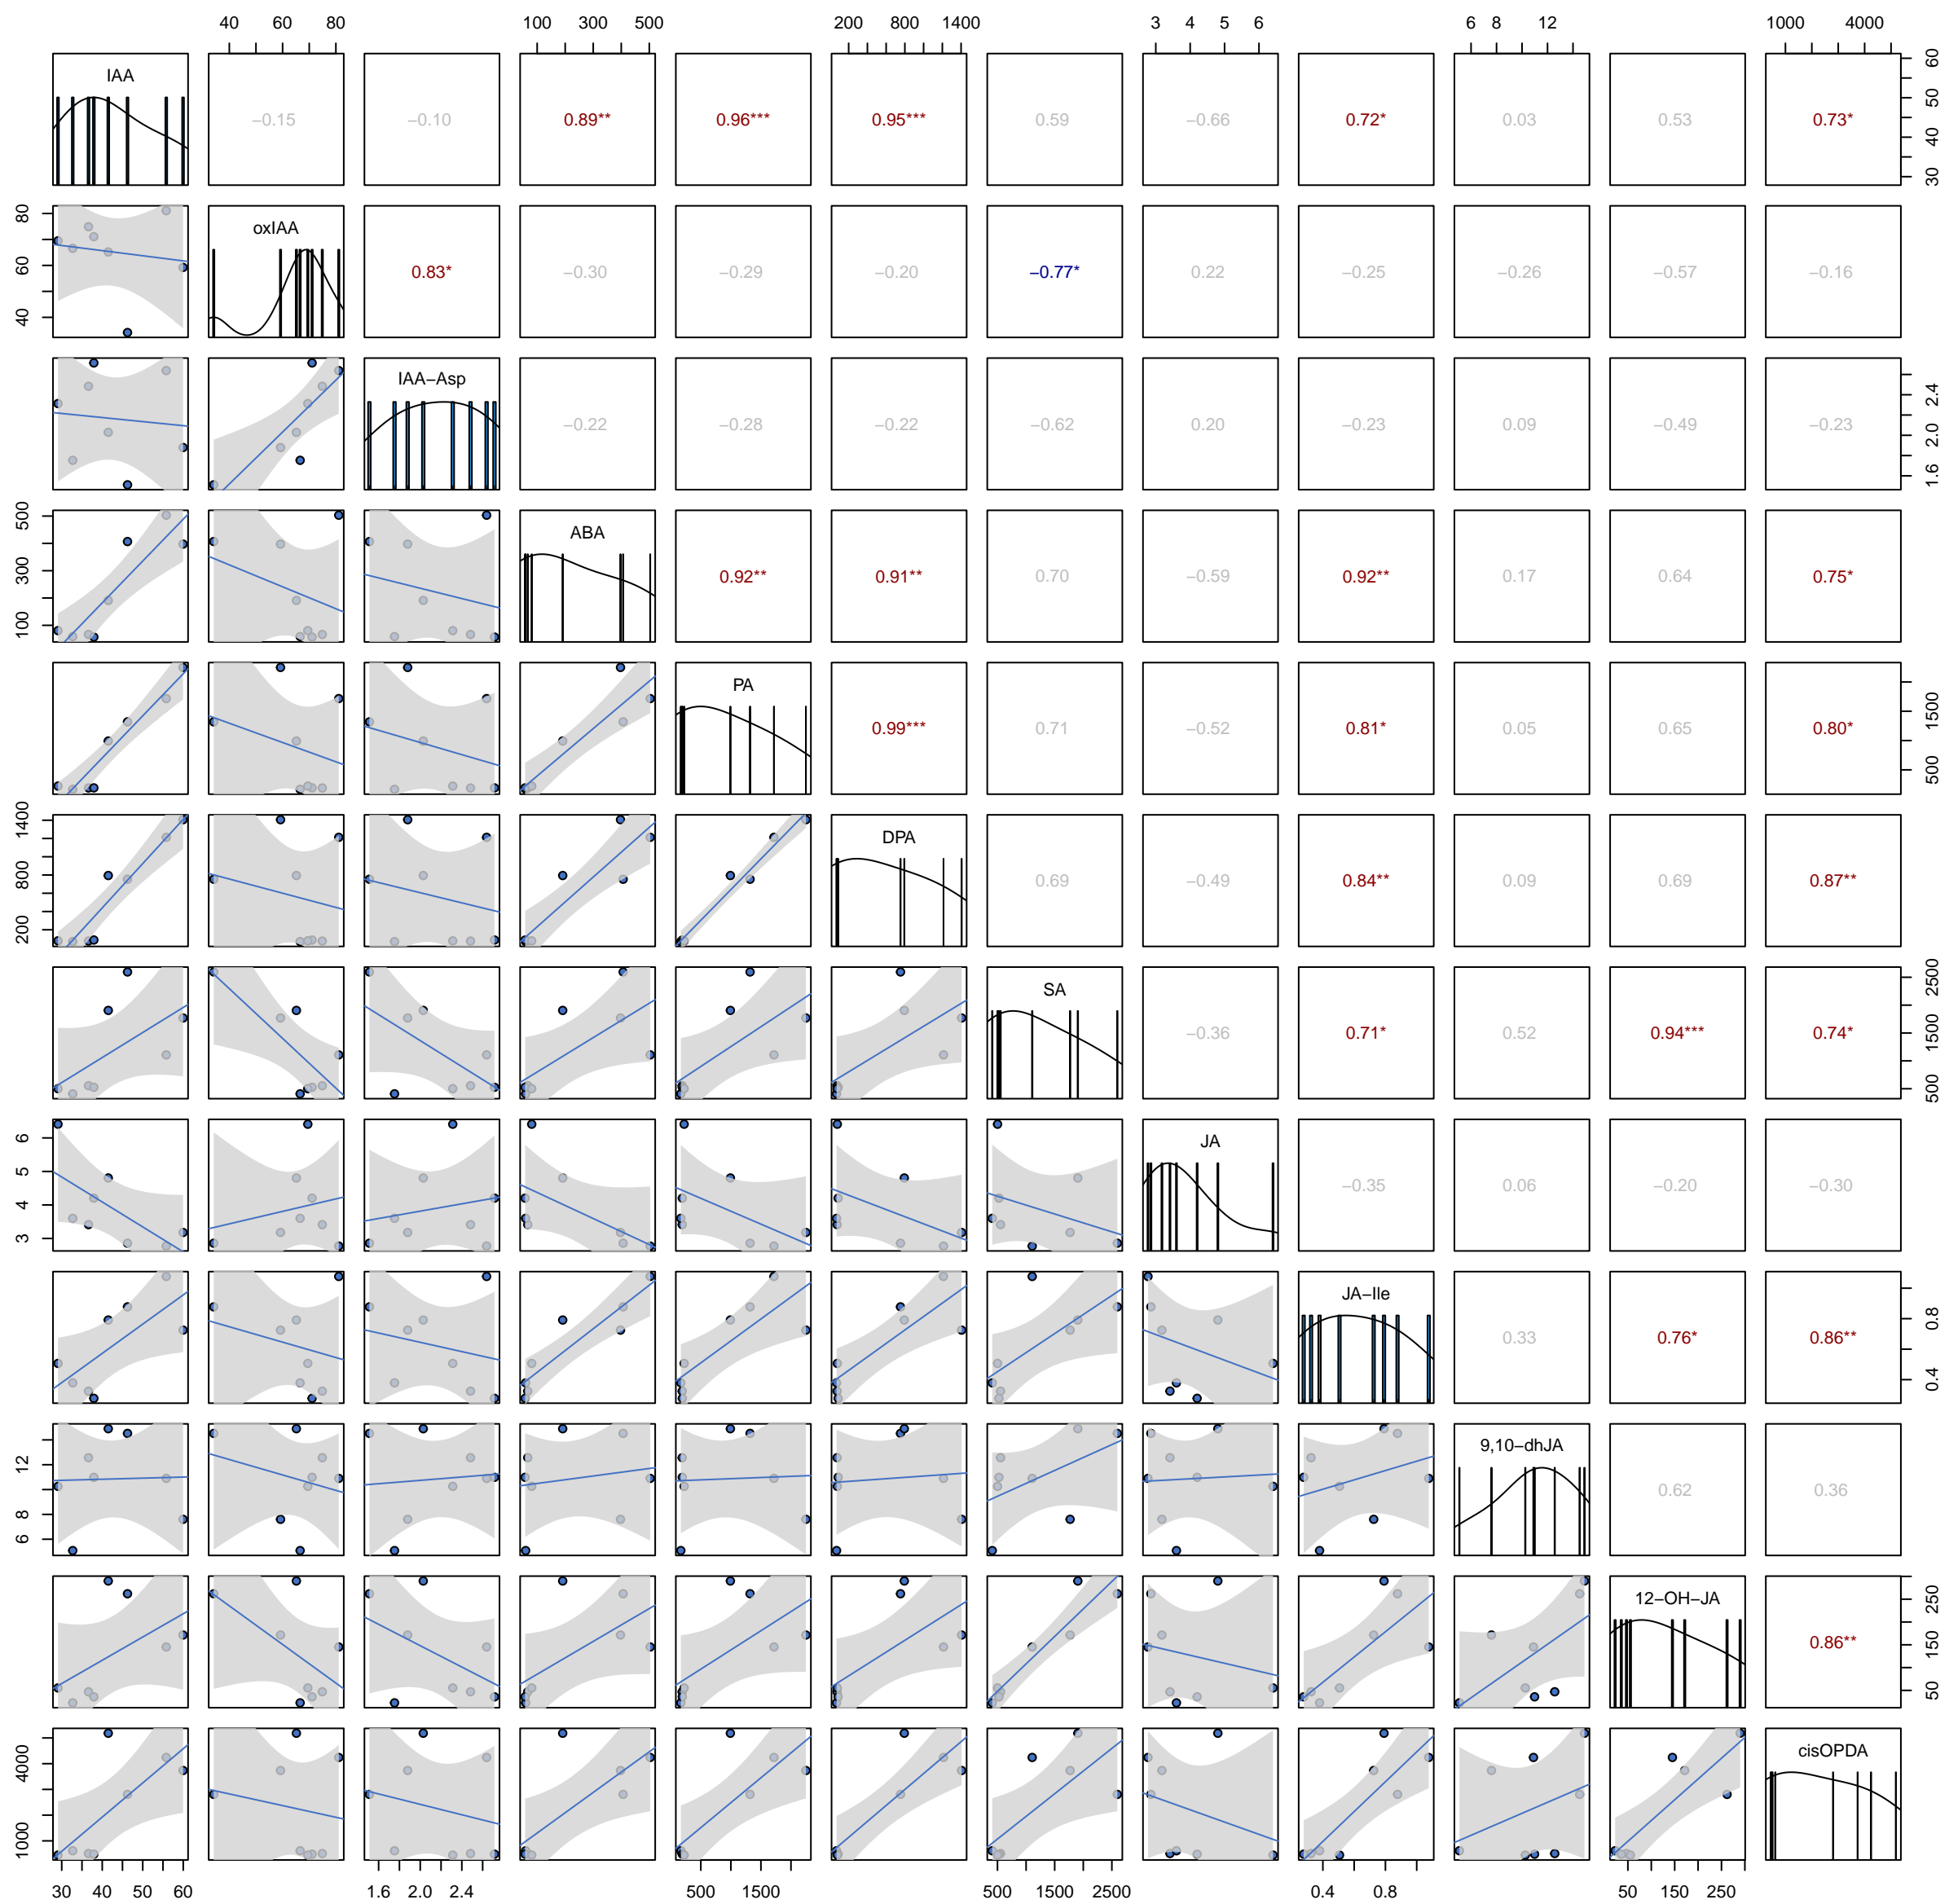 40 60 80 100 300 500 200 800 1400 3 4 5 6 6 8 12 1000 4000
IAA −0.15 −0.10 0.89** 0.96*** 0.95*** 0.59 −0.66 0.72* 0.03 0.53 0.73* 30 40 50 60
40 60 80 oxIAA 0.83* −0.30 −0.29 −0.20 −0.77* 0.22 −0.25 −0.26 −0.57 −0.16
IAA−Asp −0.22 −0.28 −0.22 −0.62 0.20 −0.23 0.09 −0.49 −0.23 1.6 2.0 2.4
100 300 500 ABA 0.92** 0.91** 0.70 −0.59 0.92** 0.17 0.64 0.75*
PA 0.99*** 0.71 −0.52 0.81* 0.05 0.65 0.80* 500 1500
200 800 1400 DPA 0.69 −0.49 0.84** 0.09 0.69 0.87**
SA −0.36 0.71* 0.52 0.94*** 0.74* 500 1500 2500
3 4 5 6 JA −0.35 0.06 −0.20 −0.30
JA−Ile 0.33 0.76* 0.86** 0.4 0.8
6 8 12 9,10−dhJA 0.62 0.36
12−OH−JA 0.86** 50 150 250
1000 4000 cisOPDA
30 40 50 60 1.6 2.0 2.4 500 1500 500 1500 2500 0.4 0.8 50 150 250